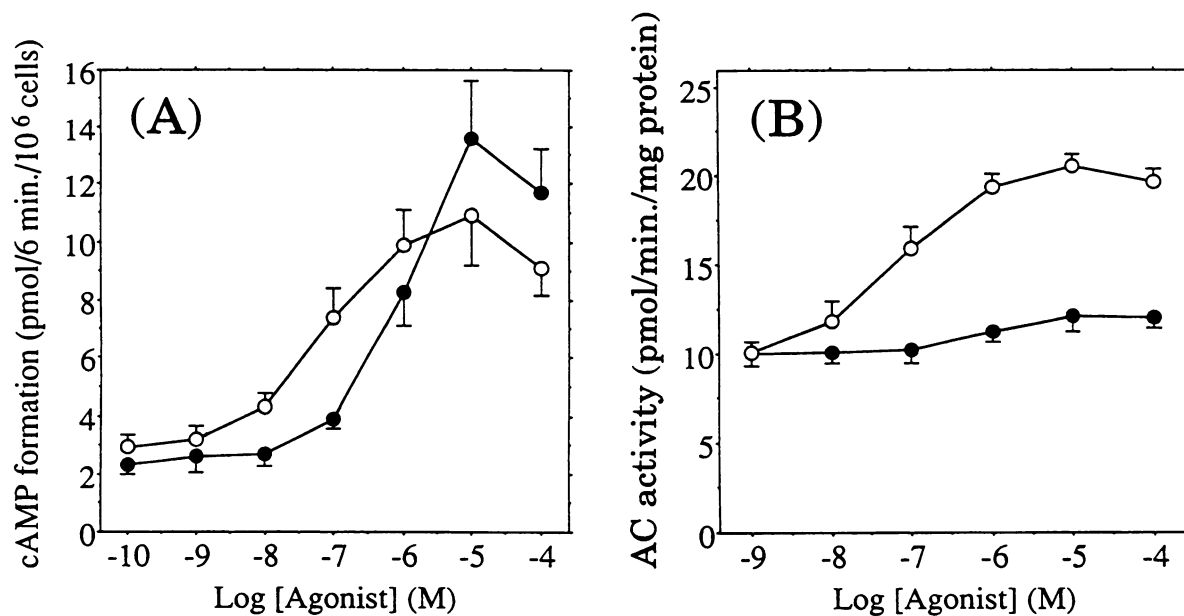 (A)
cAMP formation (pmol/6 min./10⁶ cells)
16
14
12
10
8
6
4
2
0
-10 -9 -8 -7 -6 -5 -4
Log [Agonist] (M)
(B)
AC activity (pmol/min./mg protein)
25
20
15
10
5
0
-9 -8 -7 -6 -5 -4
Log [Agonist] (M)